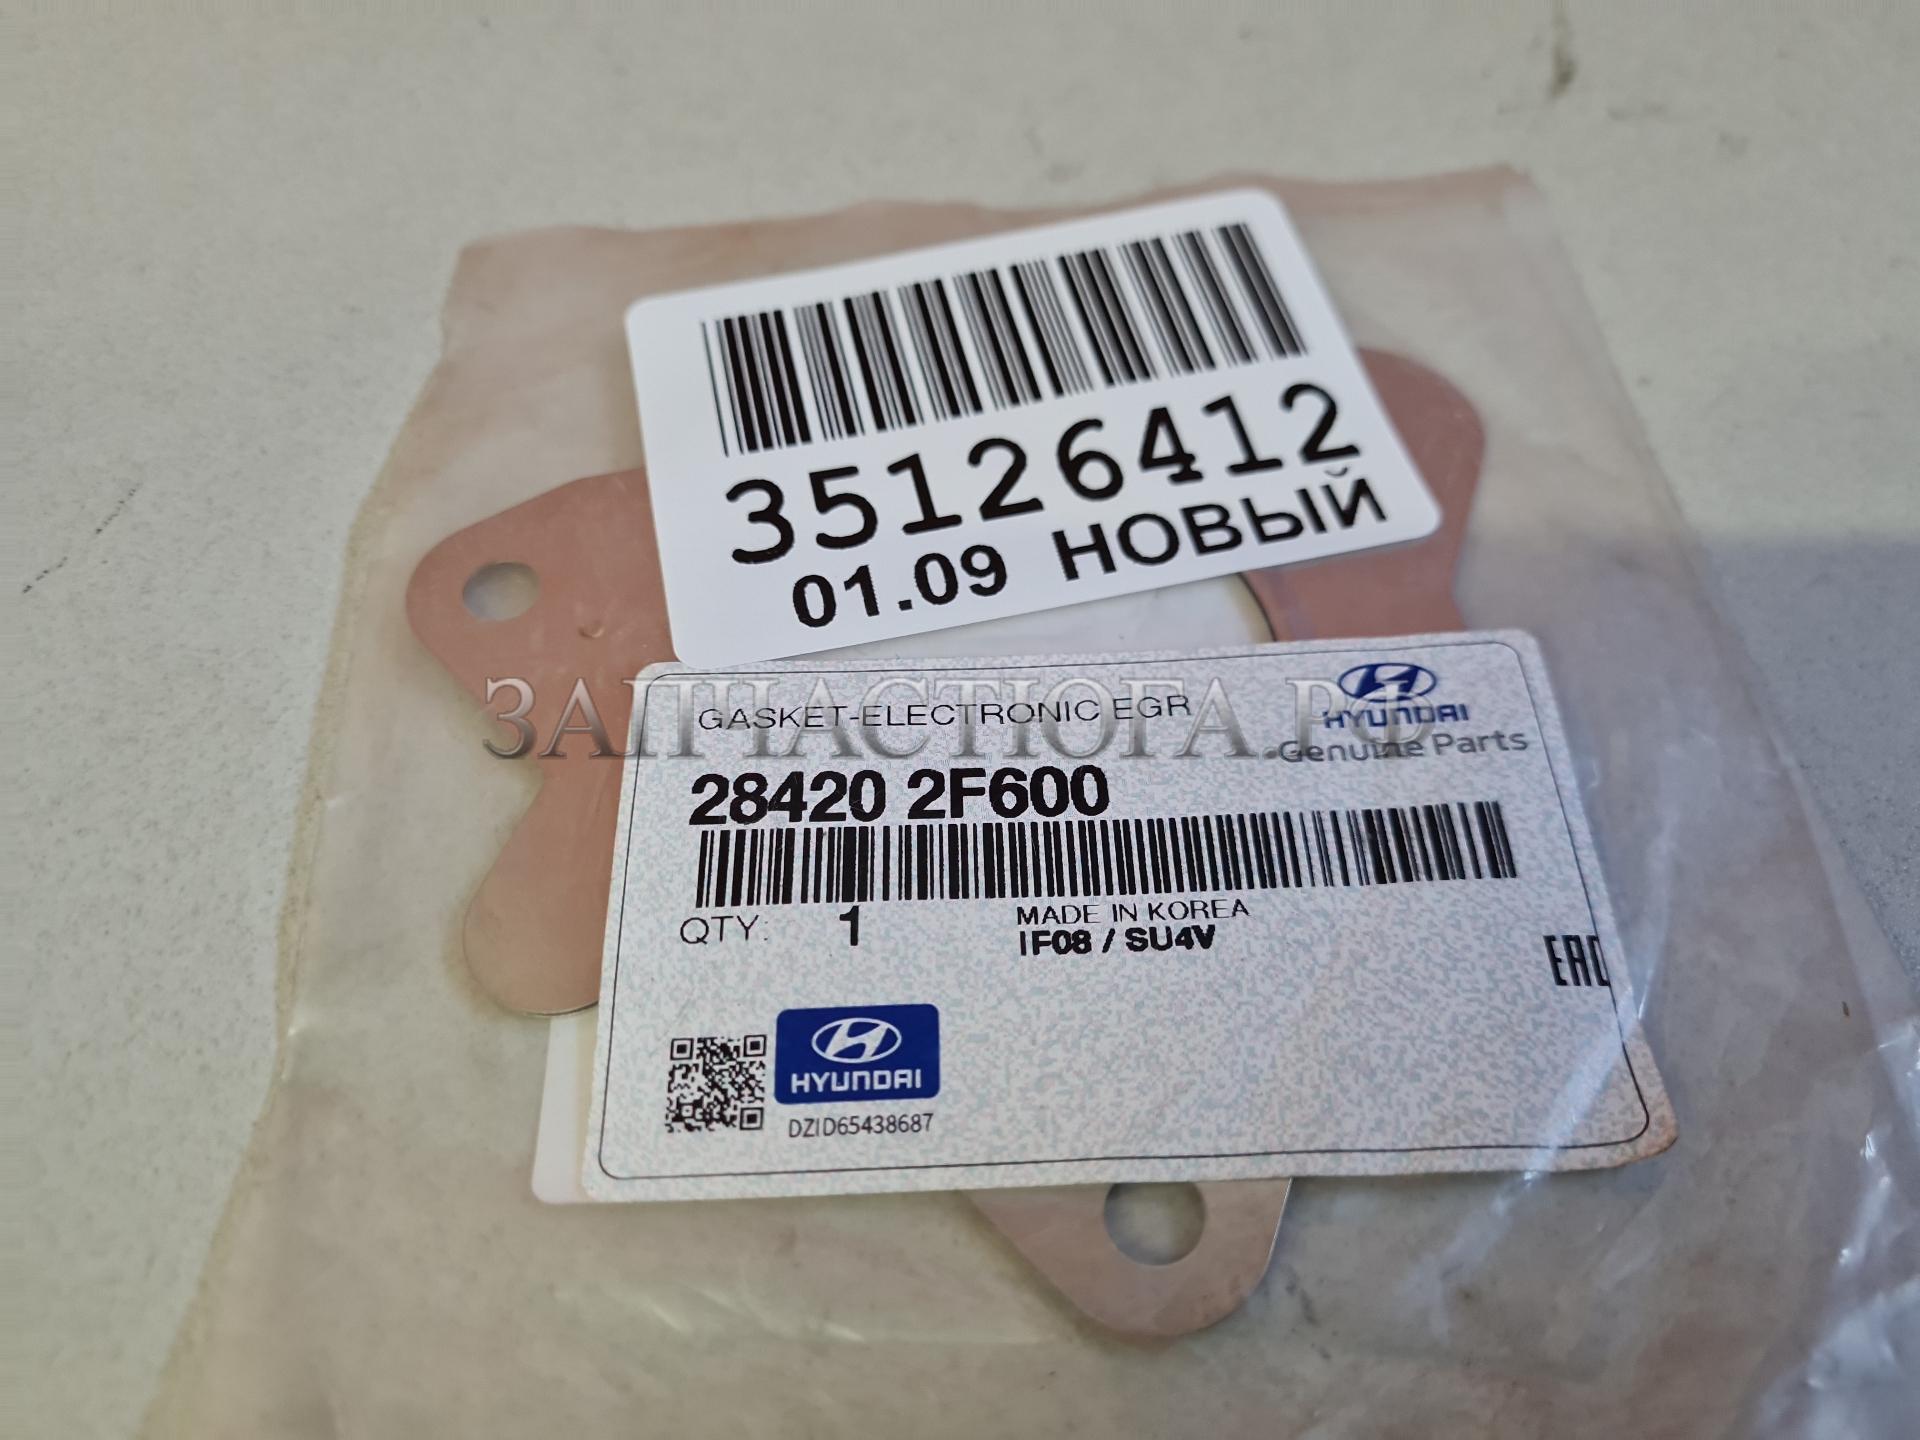 35126412
01.09 НОВЫЙ
ЗАПЧАСТЮГА.РФ
GASKET-ELECTRONIC EGR
HYUNDAI
Genuine Parts
28420 2F600
QTY: 1
MADE IN KOREA
IF08 / SU4V
EAC
HYUNDAI
DZID65438687